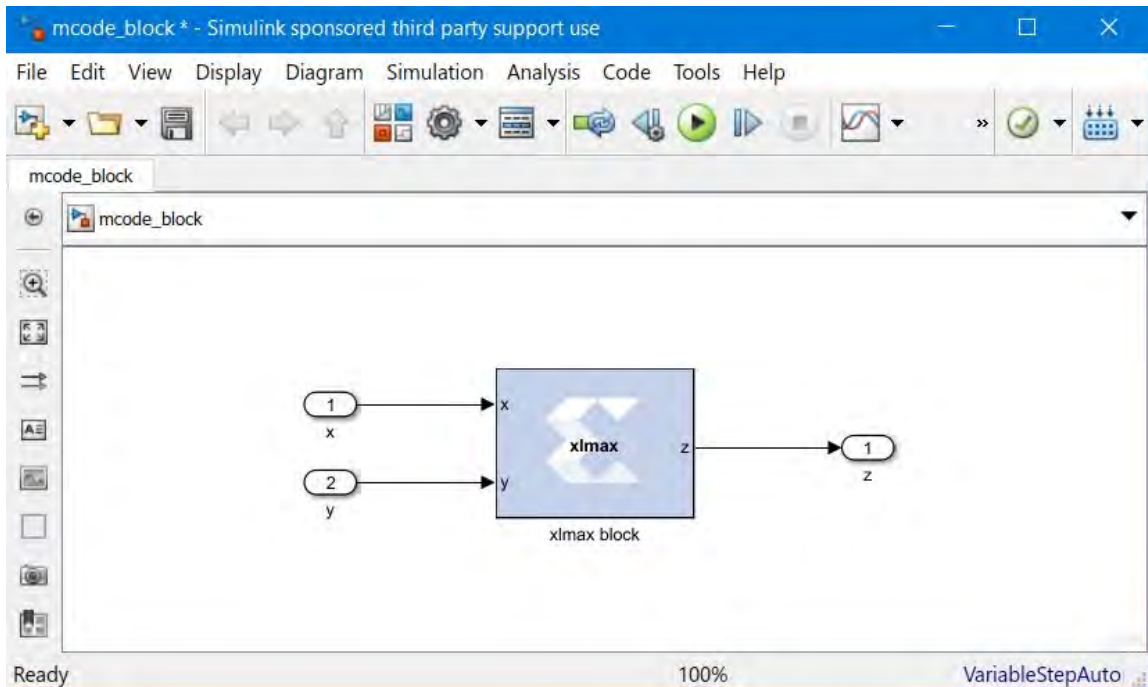 mcode_block * - Simulink sponsored third party support use
File Edit View Display Diagram Simulation Analysis Code Tools Help
»
mcode_block
mcode_block
1
x
2
y
x
y
xlmax
z
xlmax block
1
z
Ready 100% VariableStepAuto